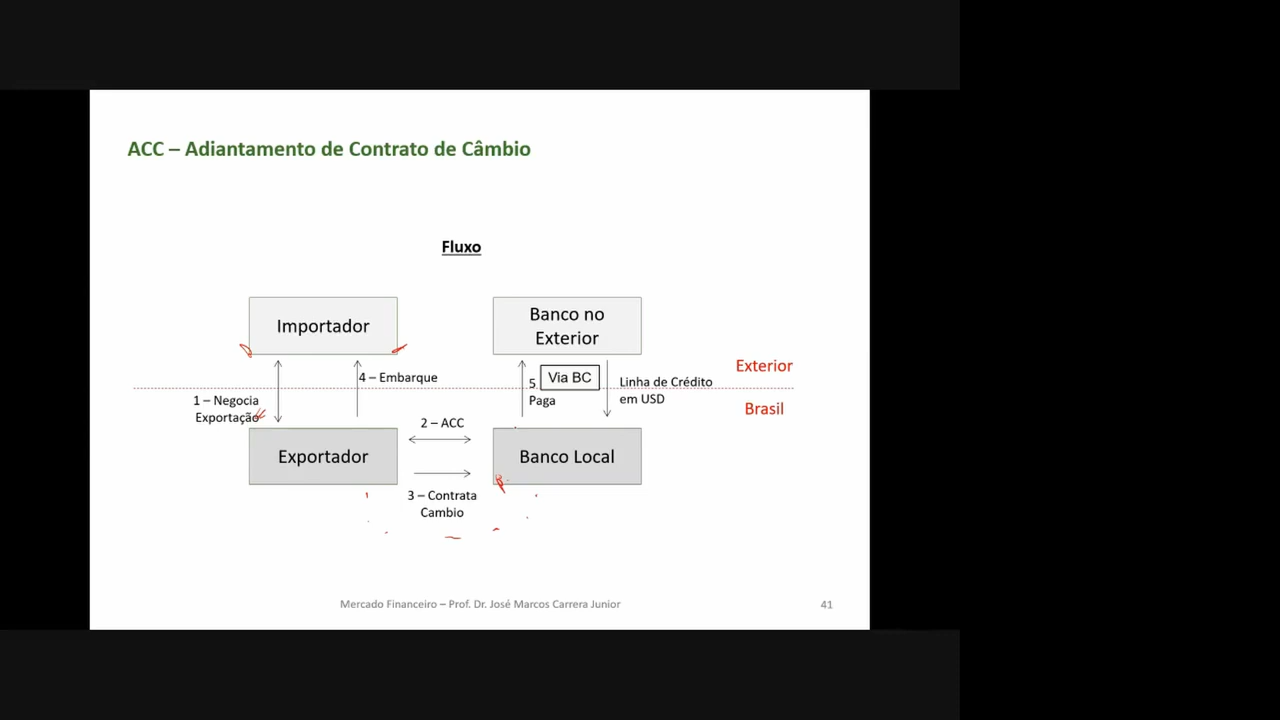 ACC – Adiantamento de Contrato de Câmbio
Fluxo
Importador
Banco no
Exterior
Exterior
4 – Embarque
Via BC
5
Paga
Linha de Crédito
em USD
1 – Negocia
Exportação
Brasil
2 – ACC
Exportador
Banco Local
3 – Contrata
Cambio
Mercado Financeiro – Prof. Dr. José Marcos Carrera Junior
41